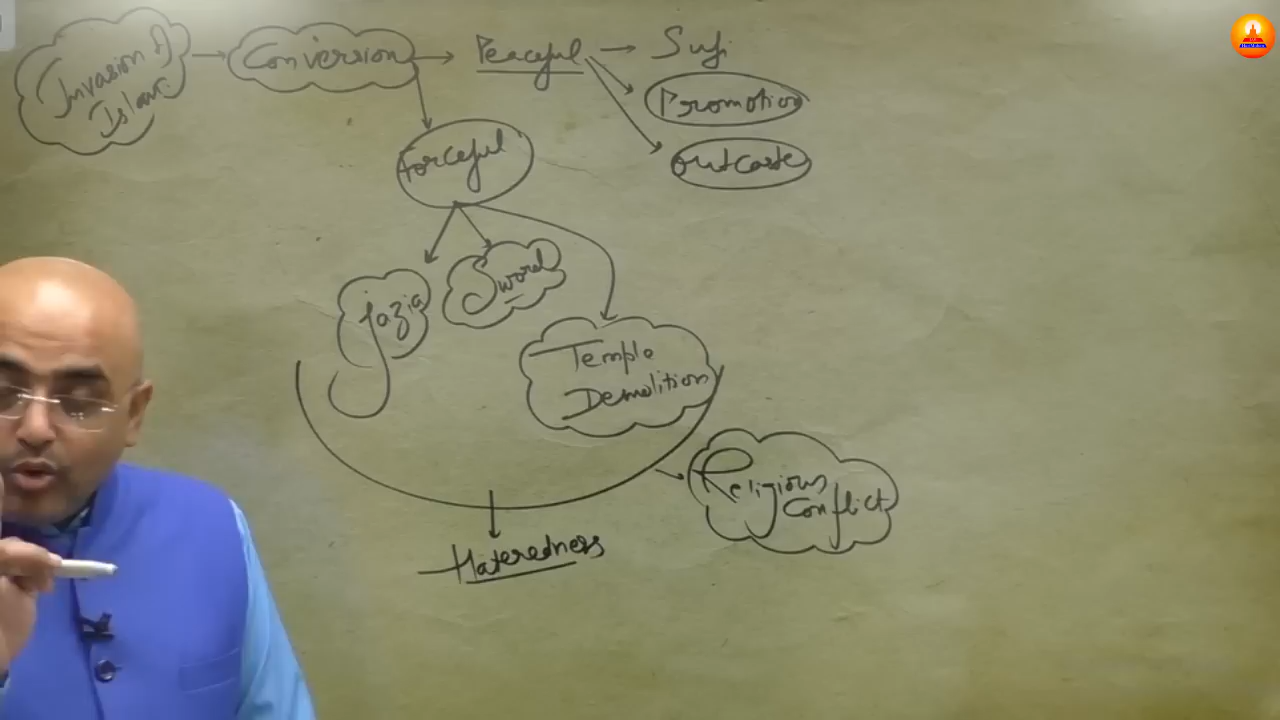 Invasion of
Islam
Conversion
Peaceful
Sufi
Promotion
outcaste
Forceful
Jazia
Sword
Temple
Demolition
Religious
Conflict
Hateredness